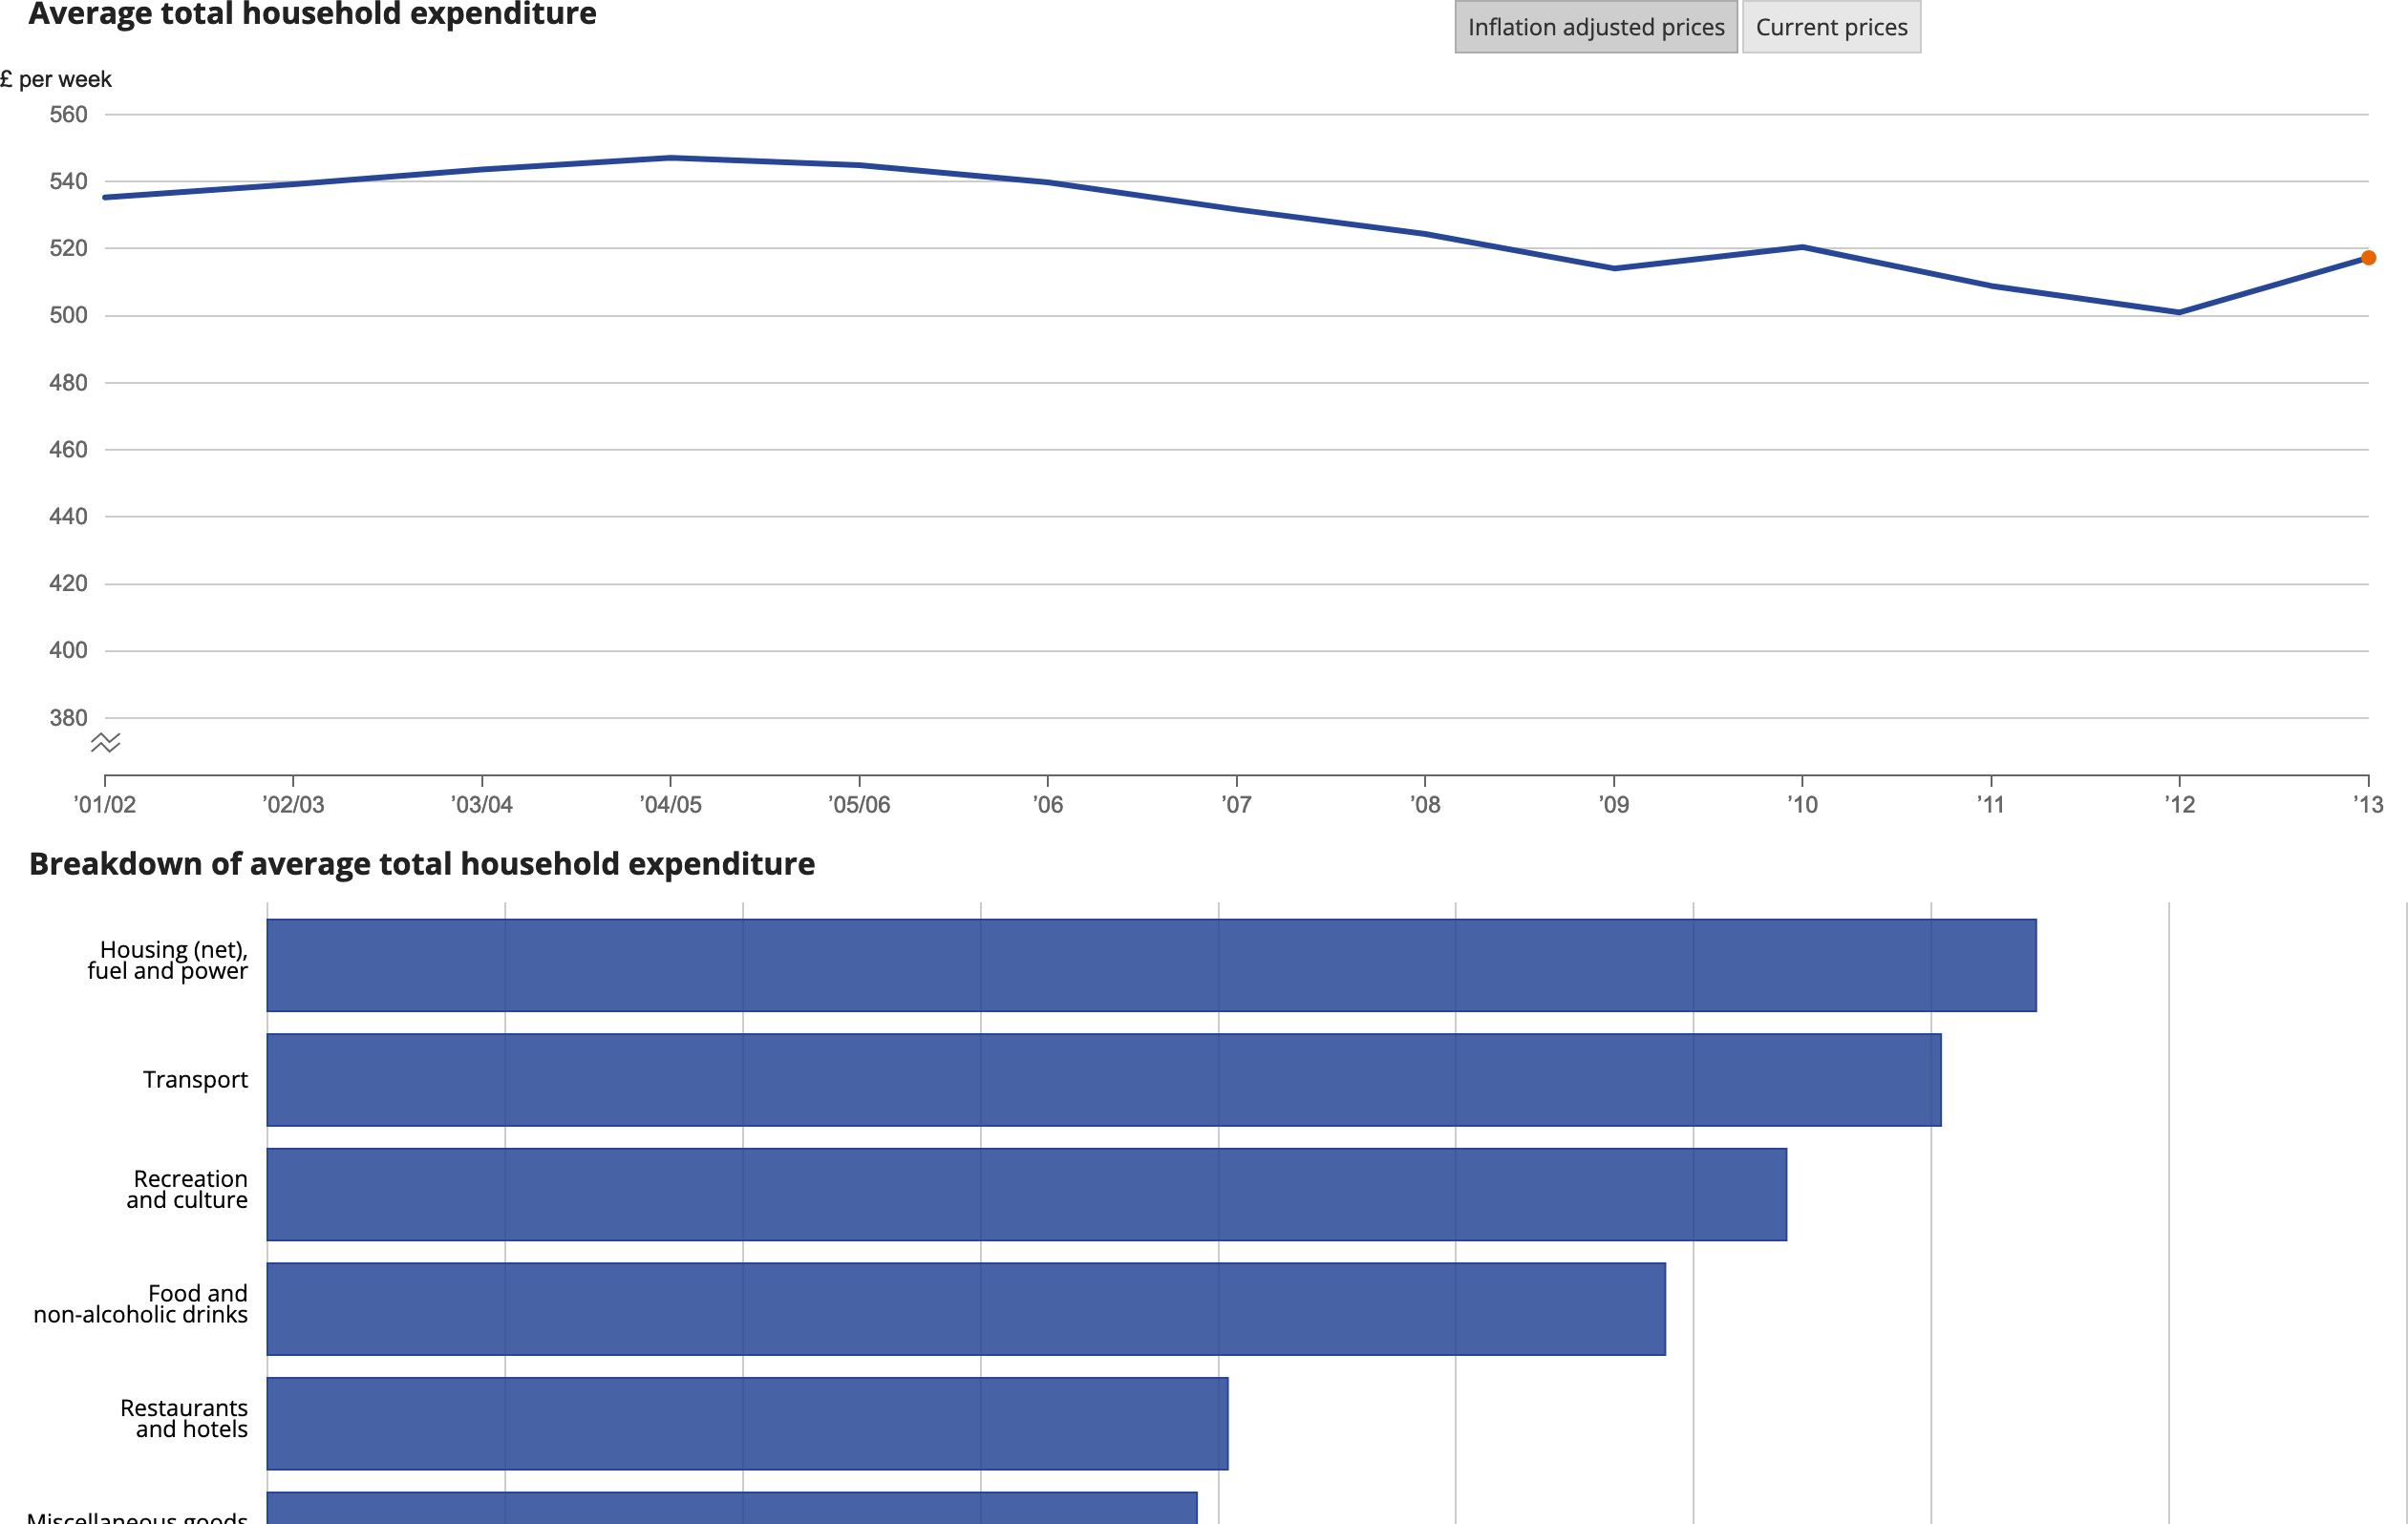 Average total household expenditure
Inflation adjusted prices
Current prices
£ per week
560
540
520
500
480
460
440
420
400
380
’01/02
’02/03
’03/04
’04/05
’05/06
’06
’07
’08
’09
’10
’11
’12
’13
Breakdown of average total household expenditure
Housing (net),
fuel and power
Transport
Recreation
and culture
Food and
non-alcoholic drinks
Restaurants
and hotels
Miscellaneous goods